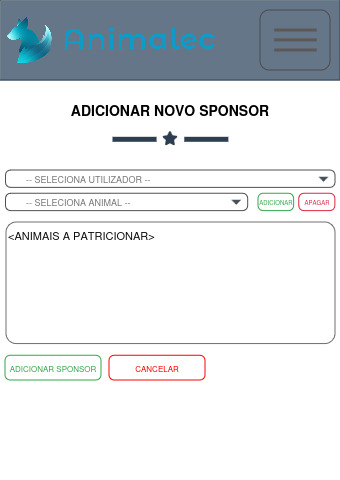 Animalec
ADICIONAR NOVO SPONSOR
-- SELECIONA UTILIZADOR --
-- SELECIONA ANIMAL --
ADICIONAR
APAGAR
<ANIMAIS A PATRICIONAR>
ADICIONAR SPONSOR
CANCELAR